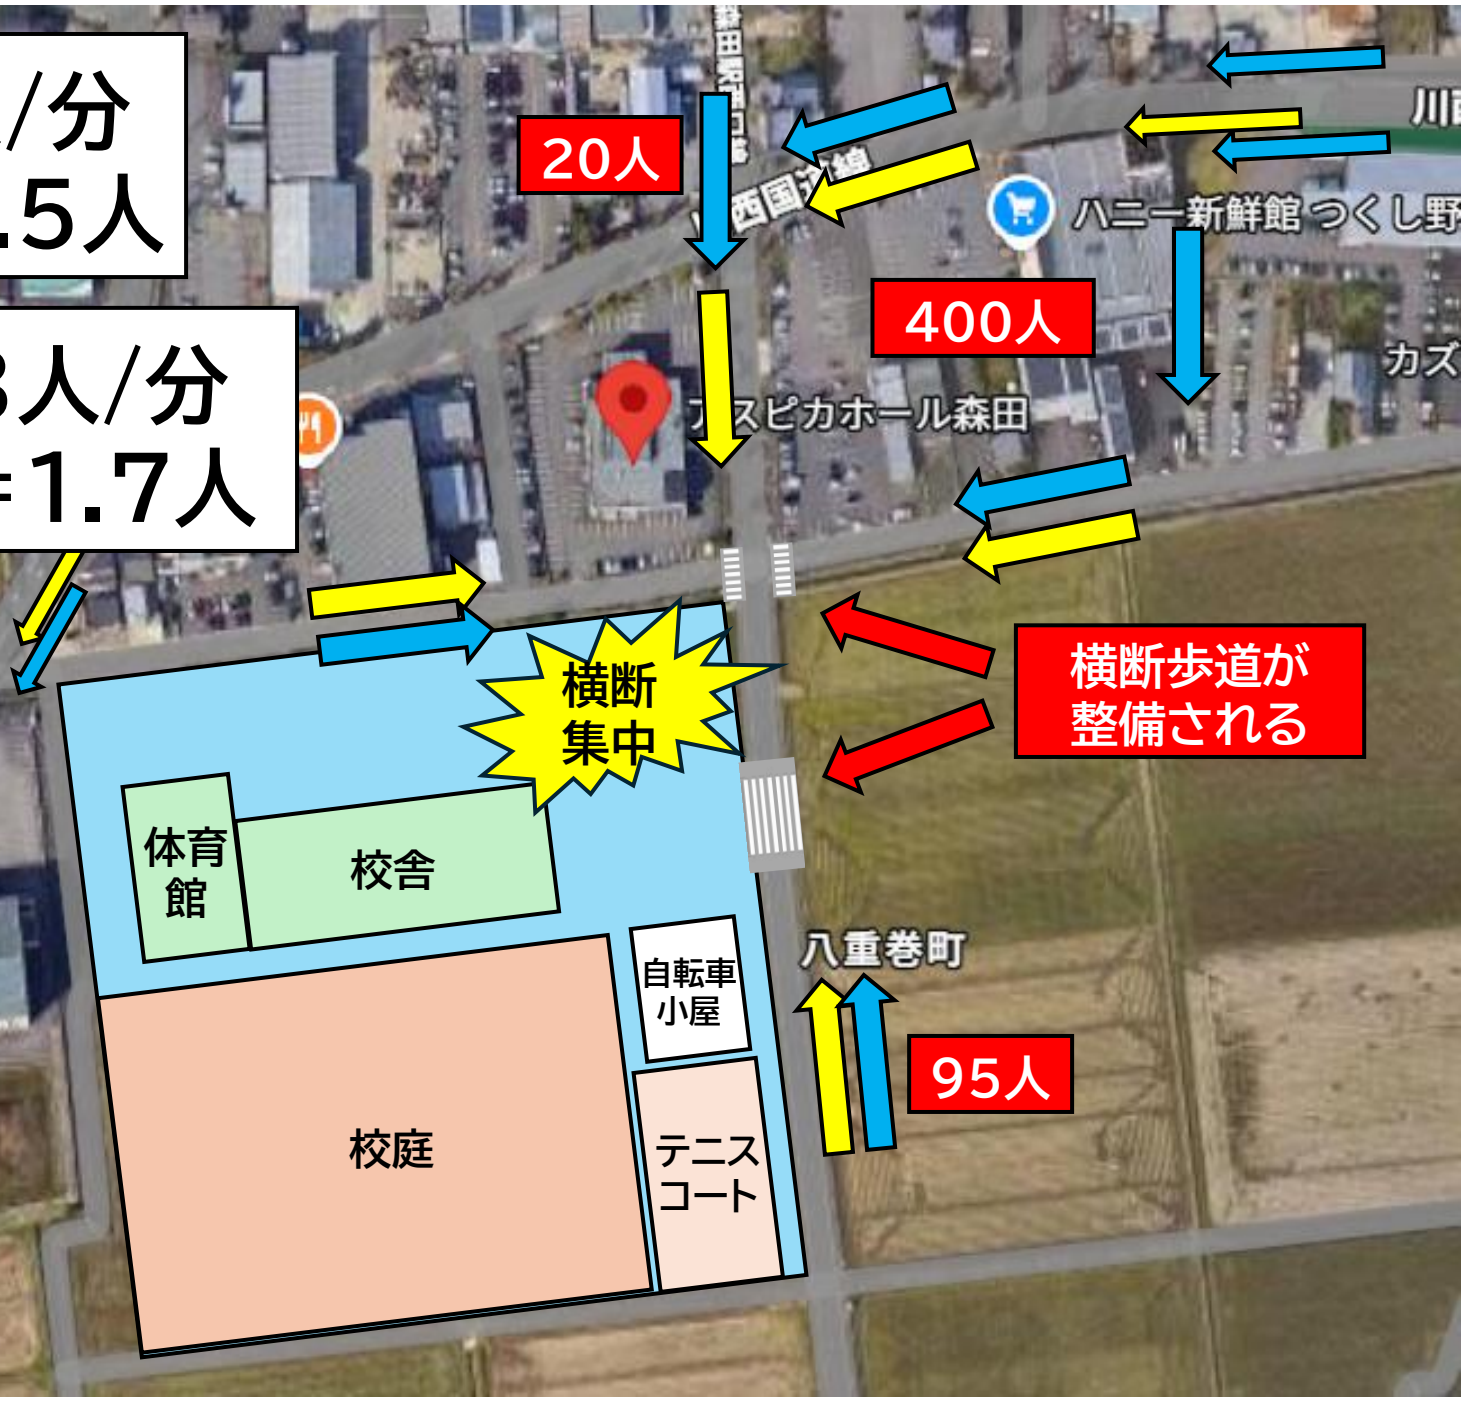 /分
.5人
3人/分
=1.7人
20人
川西
西国道線
ハニー新鮮館 つくし野
400人
カズ
アスピカホール森田
横断
集中
横断歩道が
整備される
体育
館
校舎
八重巻町
自転車
小屋
95人
校庭
テニス
コート